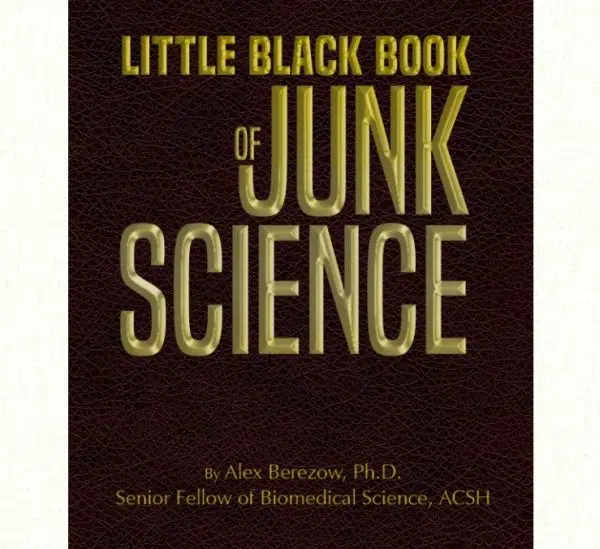 LITTLE BLACK BOOK
OF JUNK
SCIENCE
By Alex Berezow, Ph.D.
Senior Fellow of Biomedical Science, ACSH